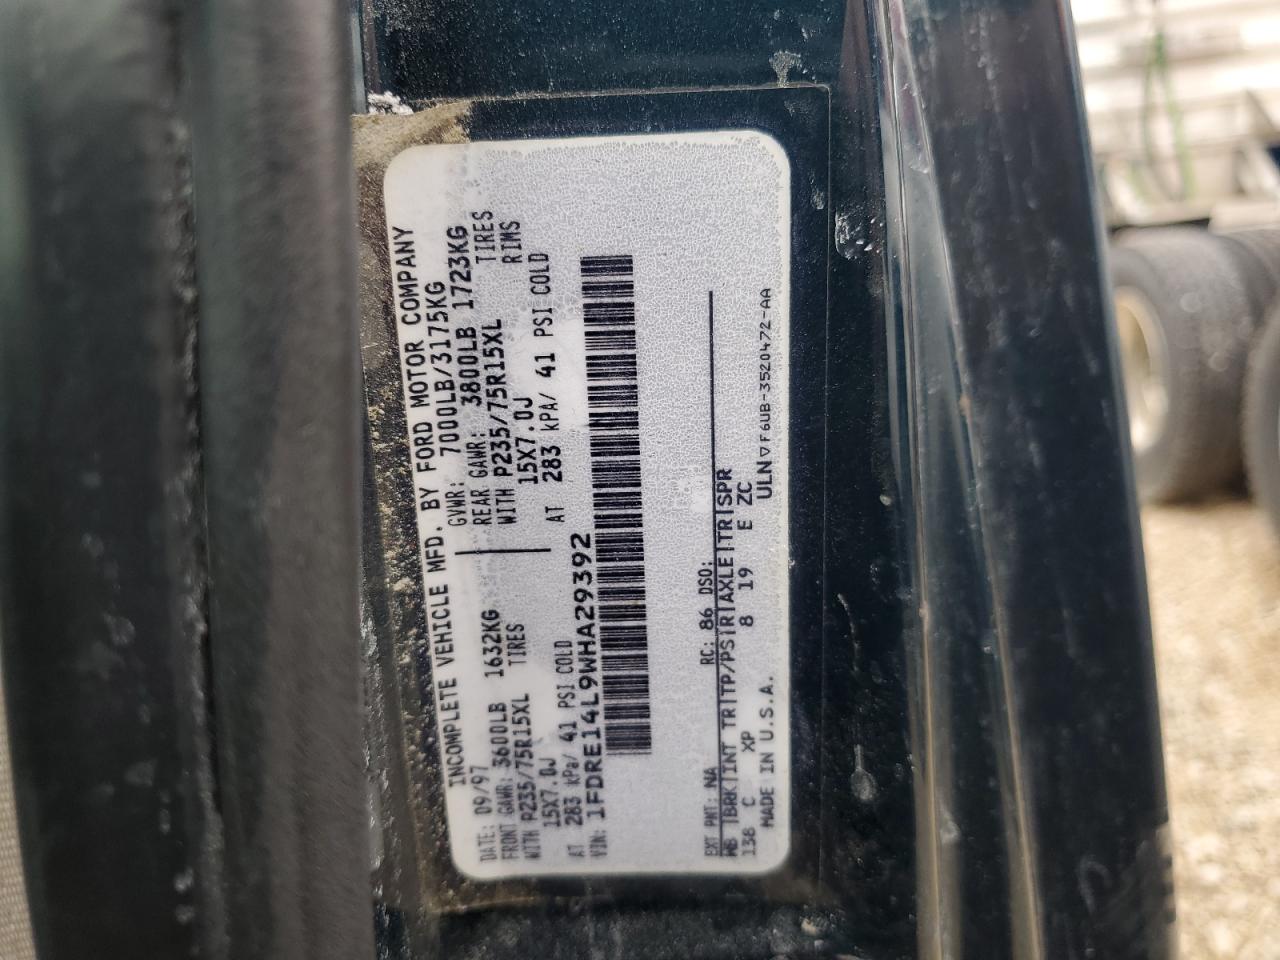 INCOMPLETE VEHICLE MFD. BY FORD MOTOR COMPANY
DATE: 09/97 GVWR: 7000LB/3175KG
FRONT GAWR: 3600LB 1632KG REAR GAWR: 3800LB 1723KG
WITH P235/75R15XL TIRES WITH P235/75R15XL TIRES
15X7.0J 15X7.0J RIMS
AT 283 kPa/ 41 PSI COLD AT 283 kPA/ 41 PSI COLD
VIN: 1FDRE14L9WHA29392
EXT PNT: NA RC: 86 DSO:
WB |BRK|INT TR|TP/PS|R|AXLE|TR|SPR
138 C XP 8 19 E ZC
MADE IN U.S.A. ULN▽F6UB-3520472-AA